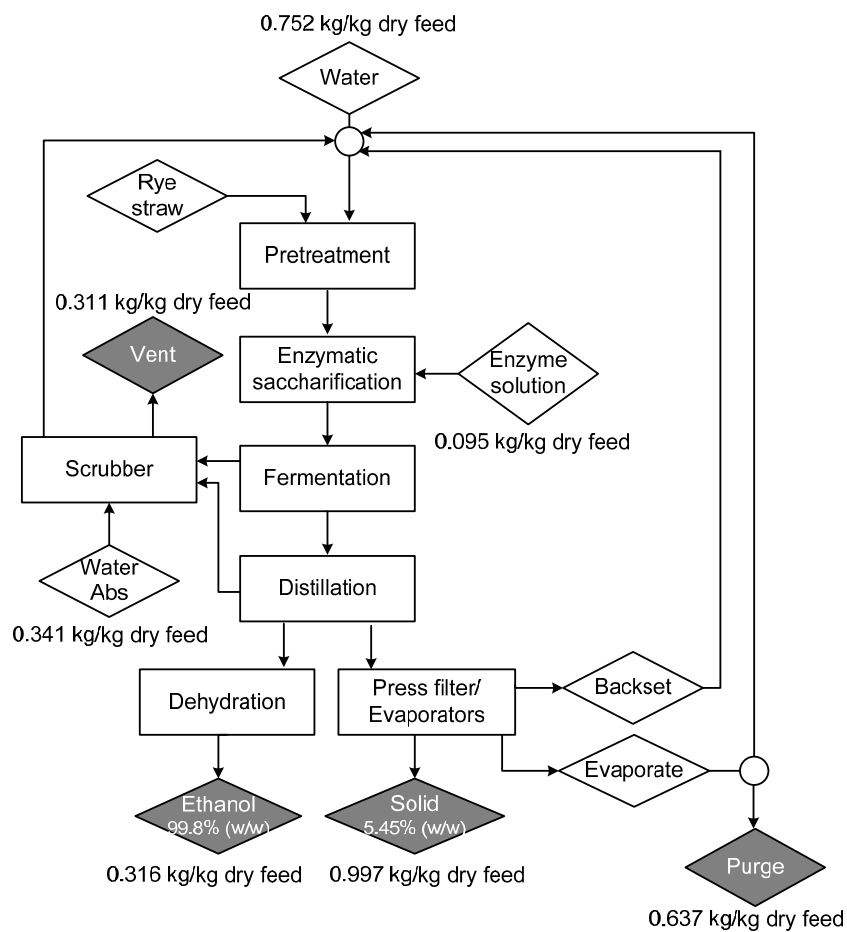 0.752 kg/kg dry feed
Water
Rye
straw
Pretreatment
0.311 kg/kg dry feed
Vent
Enzymatic
saccharification
Enzyme
solution
0.095 kg/kg dry feed
Scrubber
Fermentation
Water
Abs
0.341 kg/kg dry feed
Distillation
Dehydration
Press filter/
Evaporators
Backset
Evaporate
Ethanol
99.8% (w/w)
0.316 kg/kg dry feed
Solid
5.45% (w/w)
0.997 kg/kg dry feed
Purge
0.637 kg/kg dry feed